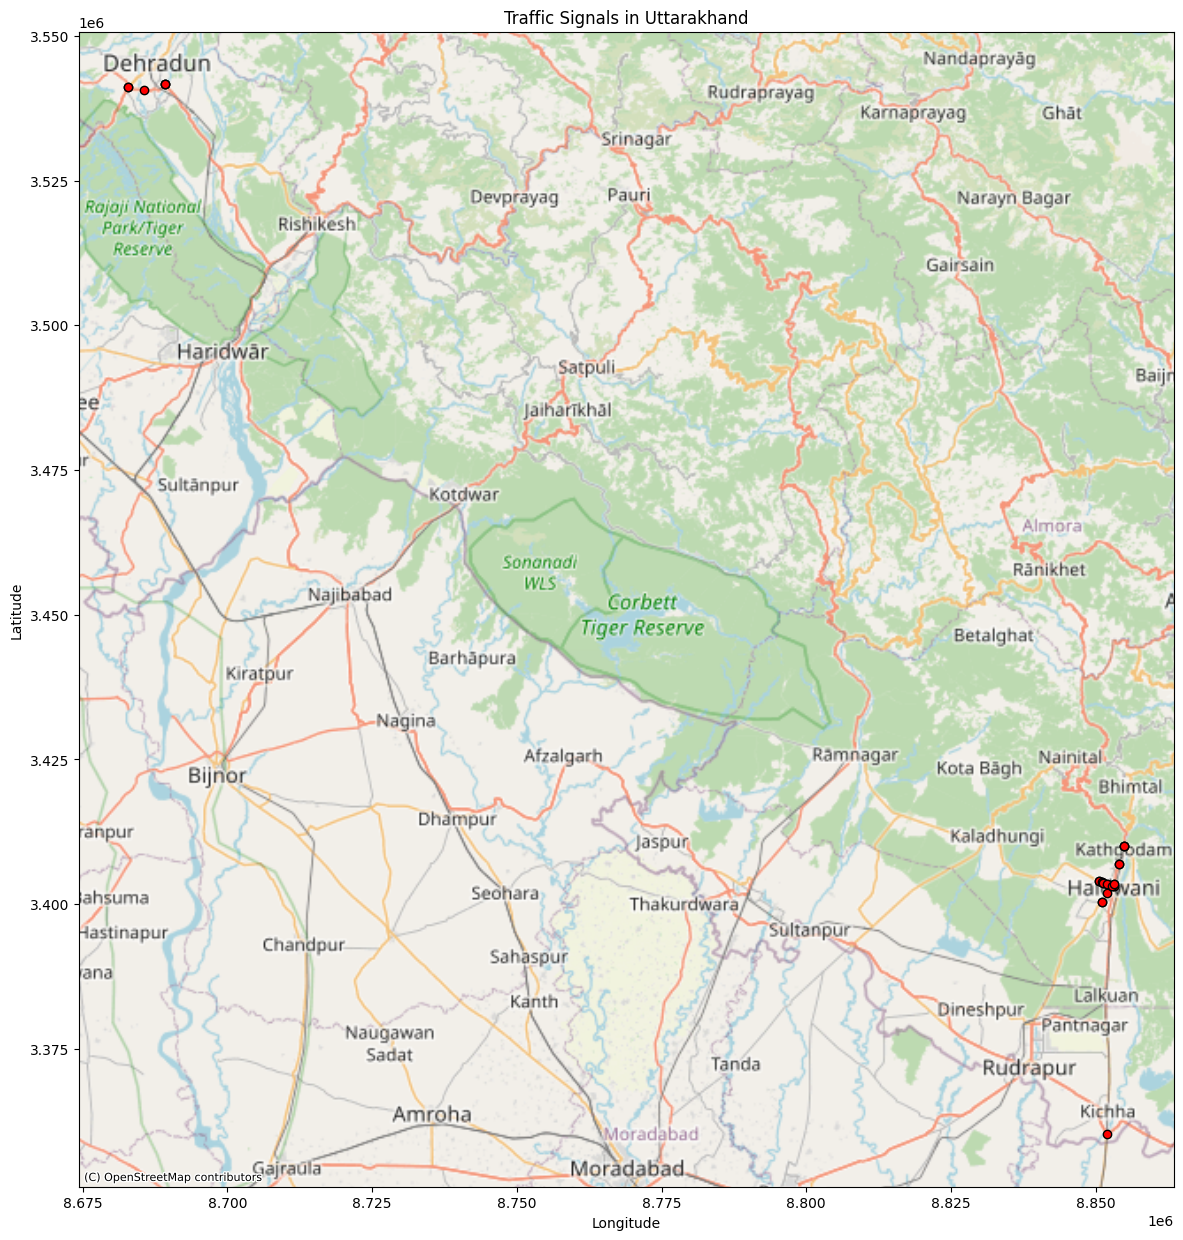 Traffic Signals in Uttarakhand
1e6
3.550
3.525
3.500
3.475
3.450
3.425
3.400
3.375
Latitude
Dehradun
Nandaprayāg
Rudraprayag
Karnaprayag
Ghāt
Srinagar
Devprayag
Pauri
Narayn Bagar
Rajaji National
Park/Tiger
Reserve
Rishikesh
Gairsain
Haridwār
Satpuli
Baijn
ee
Jaiharīkhāl
ur
Sultānpur
Kotdwar
Almora
Sonanadi
WLS
Rānikhet
Najibabad
Corbett
Tiger Reserve
A
Betalghat
Barhāpura
Kiratpur
Nagina
Afzalgarh
Rāmnagar
Nainital
Kota Bāgh
Bijnor
Bhimtal
Dhampur
ranpur
Jaspur
Kaladhungi
Kathgodam
Haldwani
Bahsuma
Seohara
Thakurdwara
Hastinapur
Chandpur
Sultanpur
Sahaspur
ana
Kanth
Lalkuan
Dineshpur
Pantnagar
Naugawan
Sadat
Tanda
Rudrapur
Amroha
Kichha
Moradabad
Gajraula
Moradabad
(C) OpenStreetMap contributors
8.675
8.700
8.725
8.750
8.775
8.800
8.825
8.850
1e6
Longitude